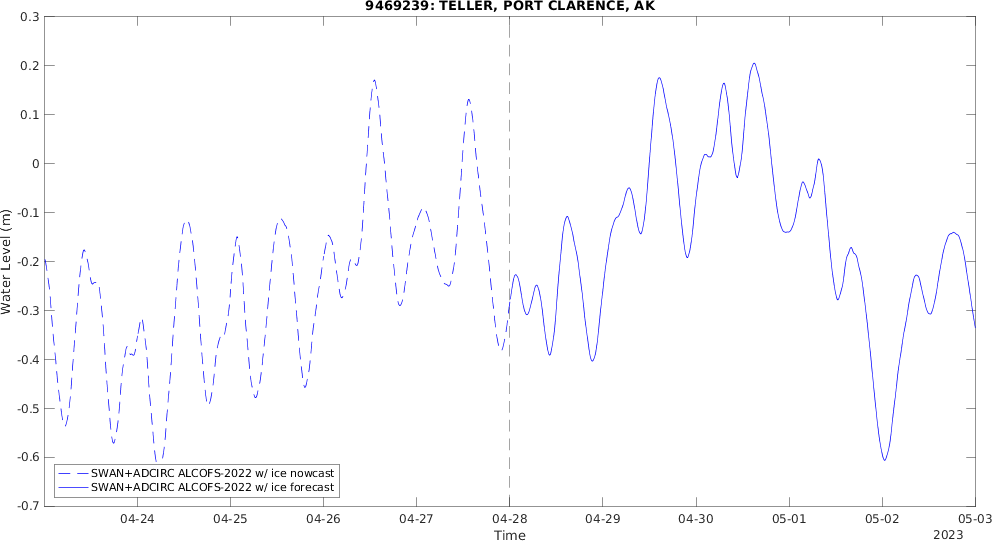 9469239: TELLER, PORT CLARENCE, AK
0.3
0.2
0.1
0
-0.1
-0.2
-0.3
-0.4
-0.5
-0.6
-0.7
Water Level (m)
SWAN+ADCIRC ALCOFS-2022 w/ ice nowcast
SWAN+ADCIRC ALCOFS-2022 w/ ice forecast
04-24 04-25 04-26 04-27 04-28 04-29 04-30 05-01 05-02 05-03
Time
2023